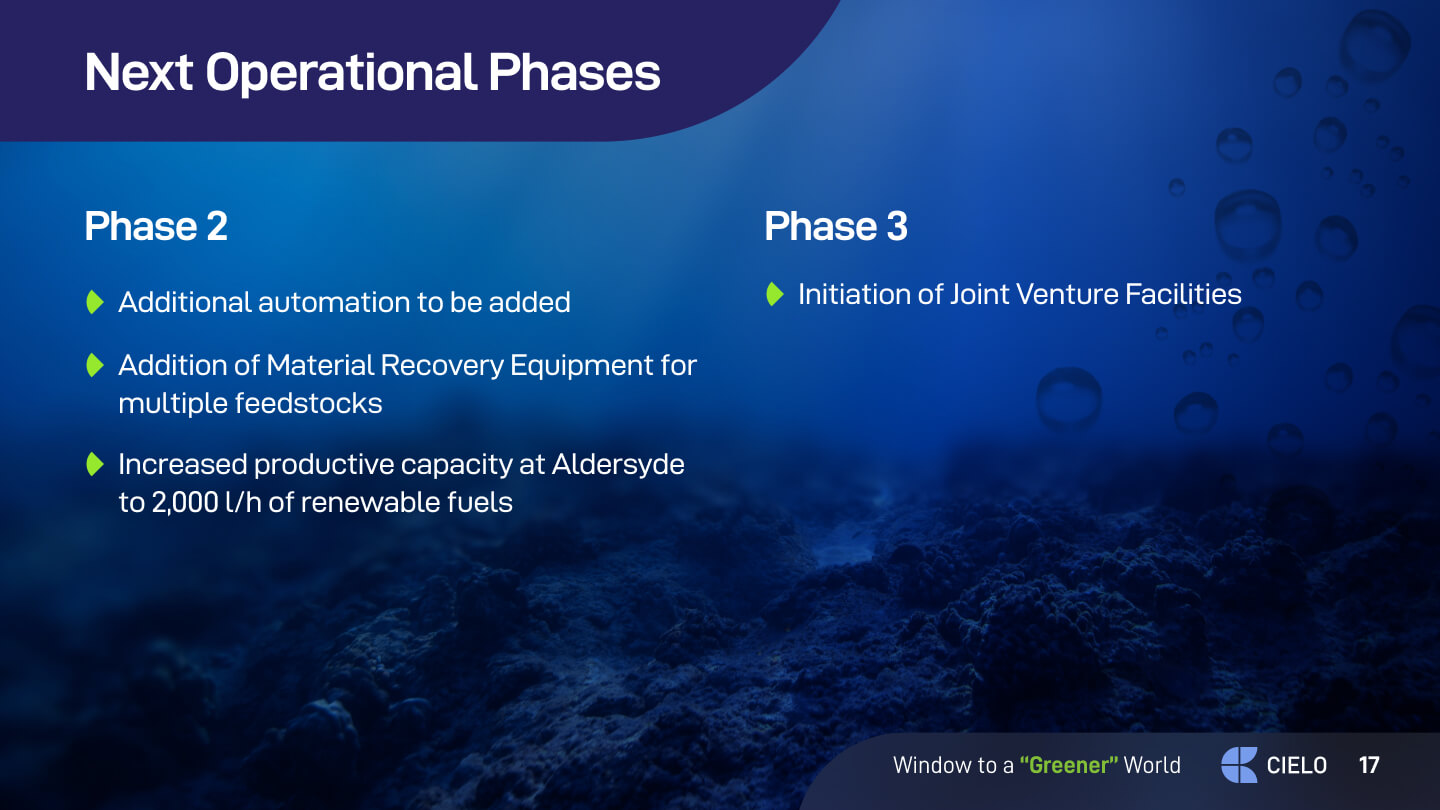 Next Operational Phases
Phase 2
Additional automation to be added
Addition of Material Recovery Equipment for
multiple feedstocks
Increased productive capacity at Aldersyde
to 2,000 l/h of renewable fuels
Phase 3
Initiation of Joint Venture Facilities
Window to a “Greener” World
CIELO
17